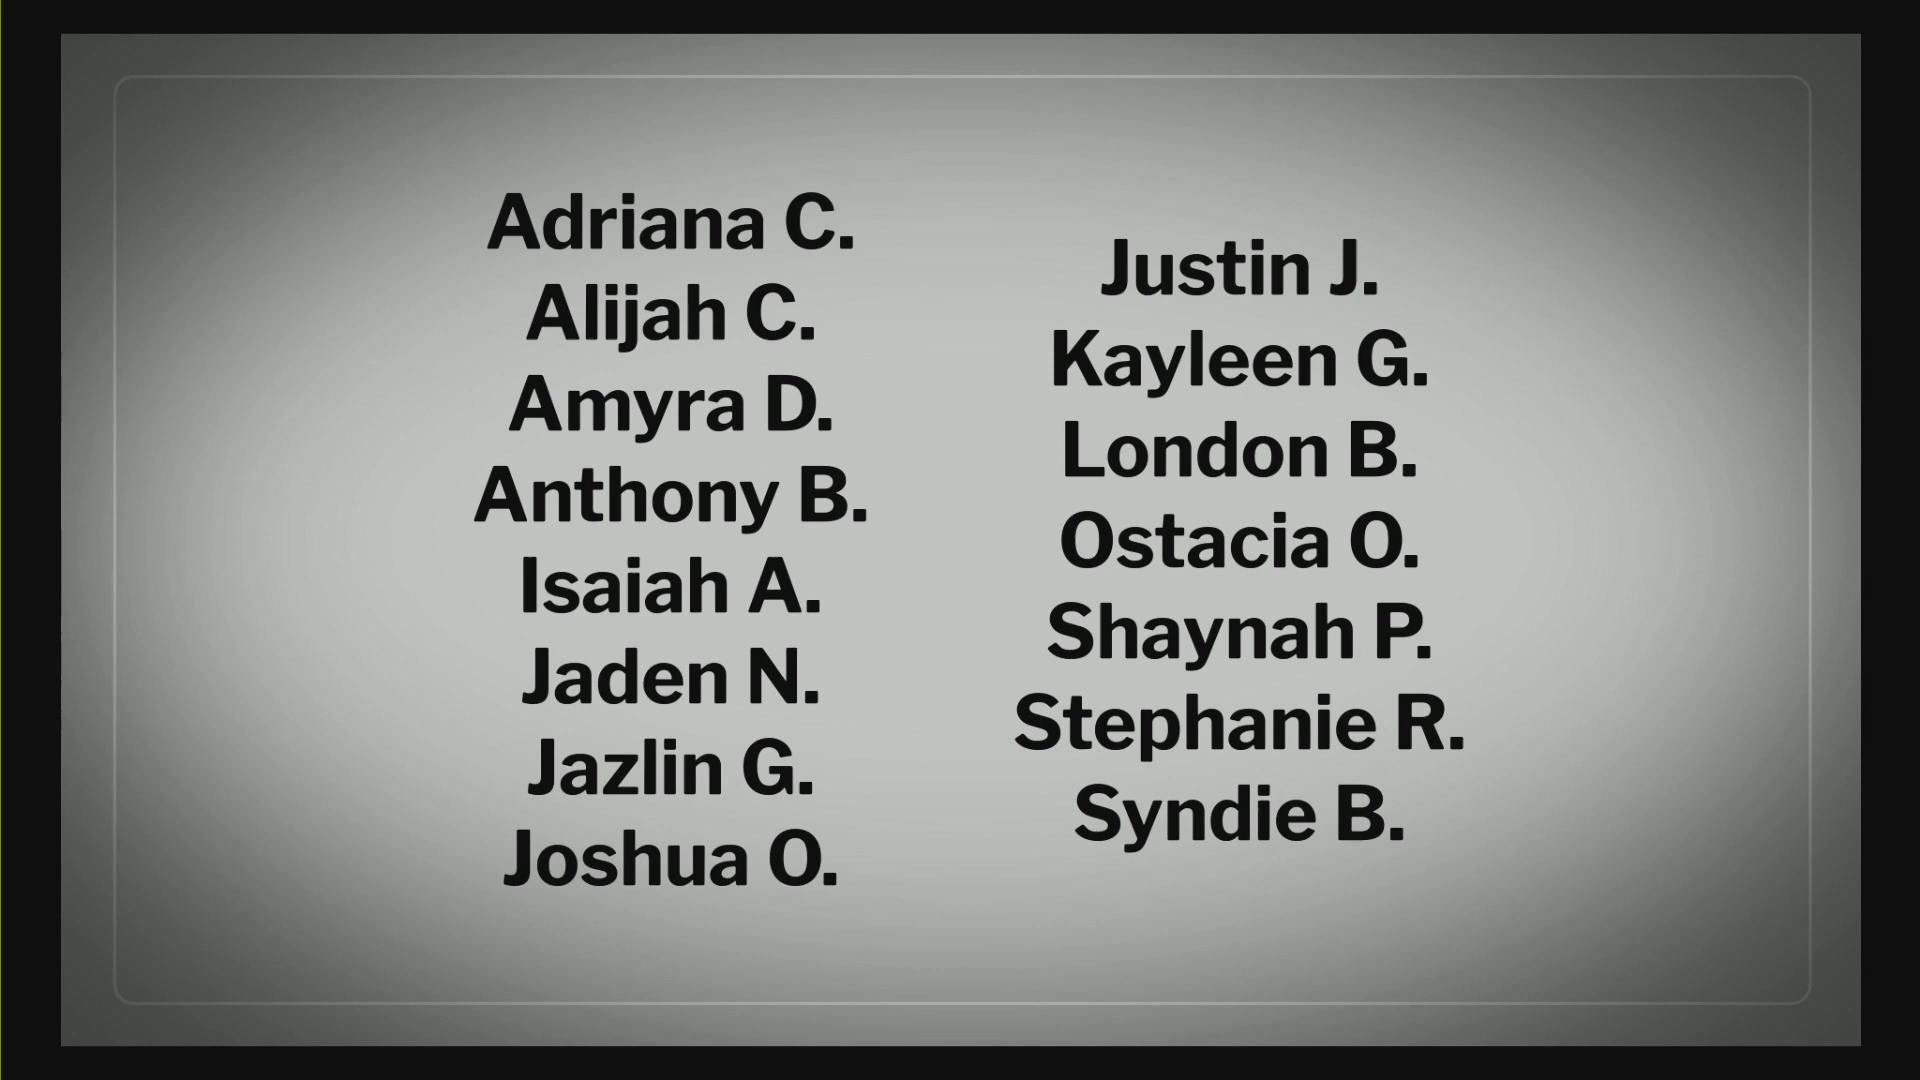 Adriana C.
Alijah C.
Amyra D.
Anthony B.
Isaiah A.
Jaden N.
Jazlin G.
Joshua O.
Justin J.
Kayleen G.
London B.
Ostacia O.
Shaynah P.
Stephanie R.
Syndie B.